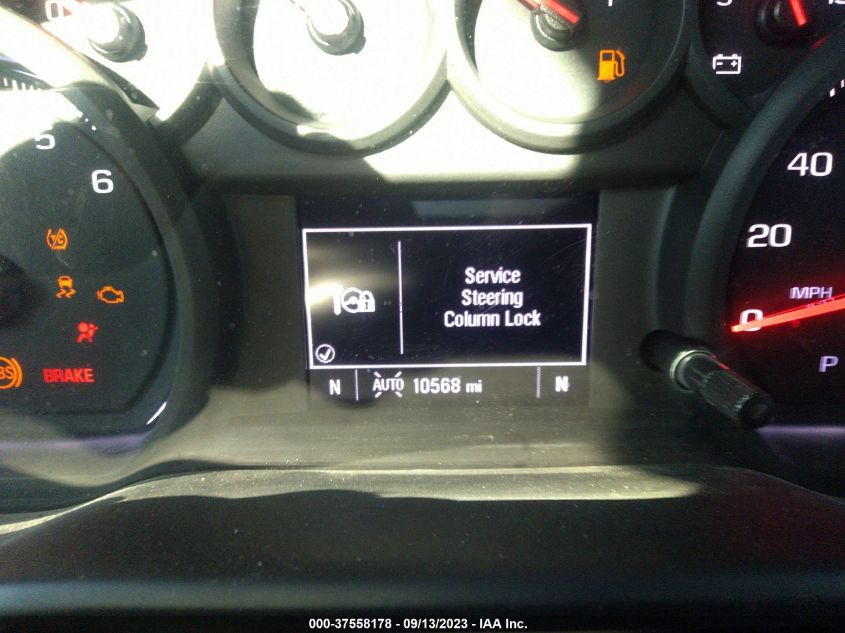 5
6
40
20
MPH
0
P
T/C
BS
BRAKE
Service
Steering
Column Lock
N AUTO 10568 mi N
000-37558178 - 09/13/2023 - IAA Inc.